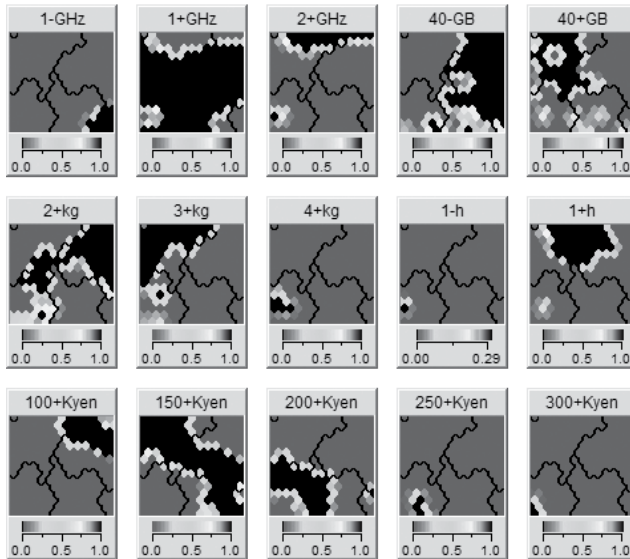 1-GHz 1+GHz 2+GHz 40-GB 40+GB
0.0 0.5 1.0 0.0 0.5 1.0 0.0 0.5 1.0 0.0 0.5 1.0 0.0 0.5 1.0
2+kg 3+kg 4+kg 1-h 1+h
0.0 0.5 1.0 0.0 0.5 1.0 0.0 0.5 1.0 0.00 0.29 0.0 0.5 1.0
100+Kyen 150+Kyen 200+Kyen 250+Kyen 300+Kyen
0.0 0.5 1.0 0.0 0.5 1.0 0.0 0.5 1.0 0.0 0.5 1.0 0.0 0.5 1.0